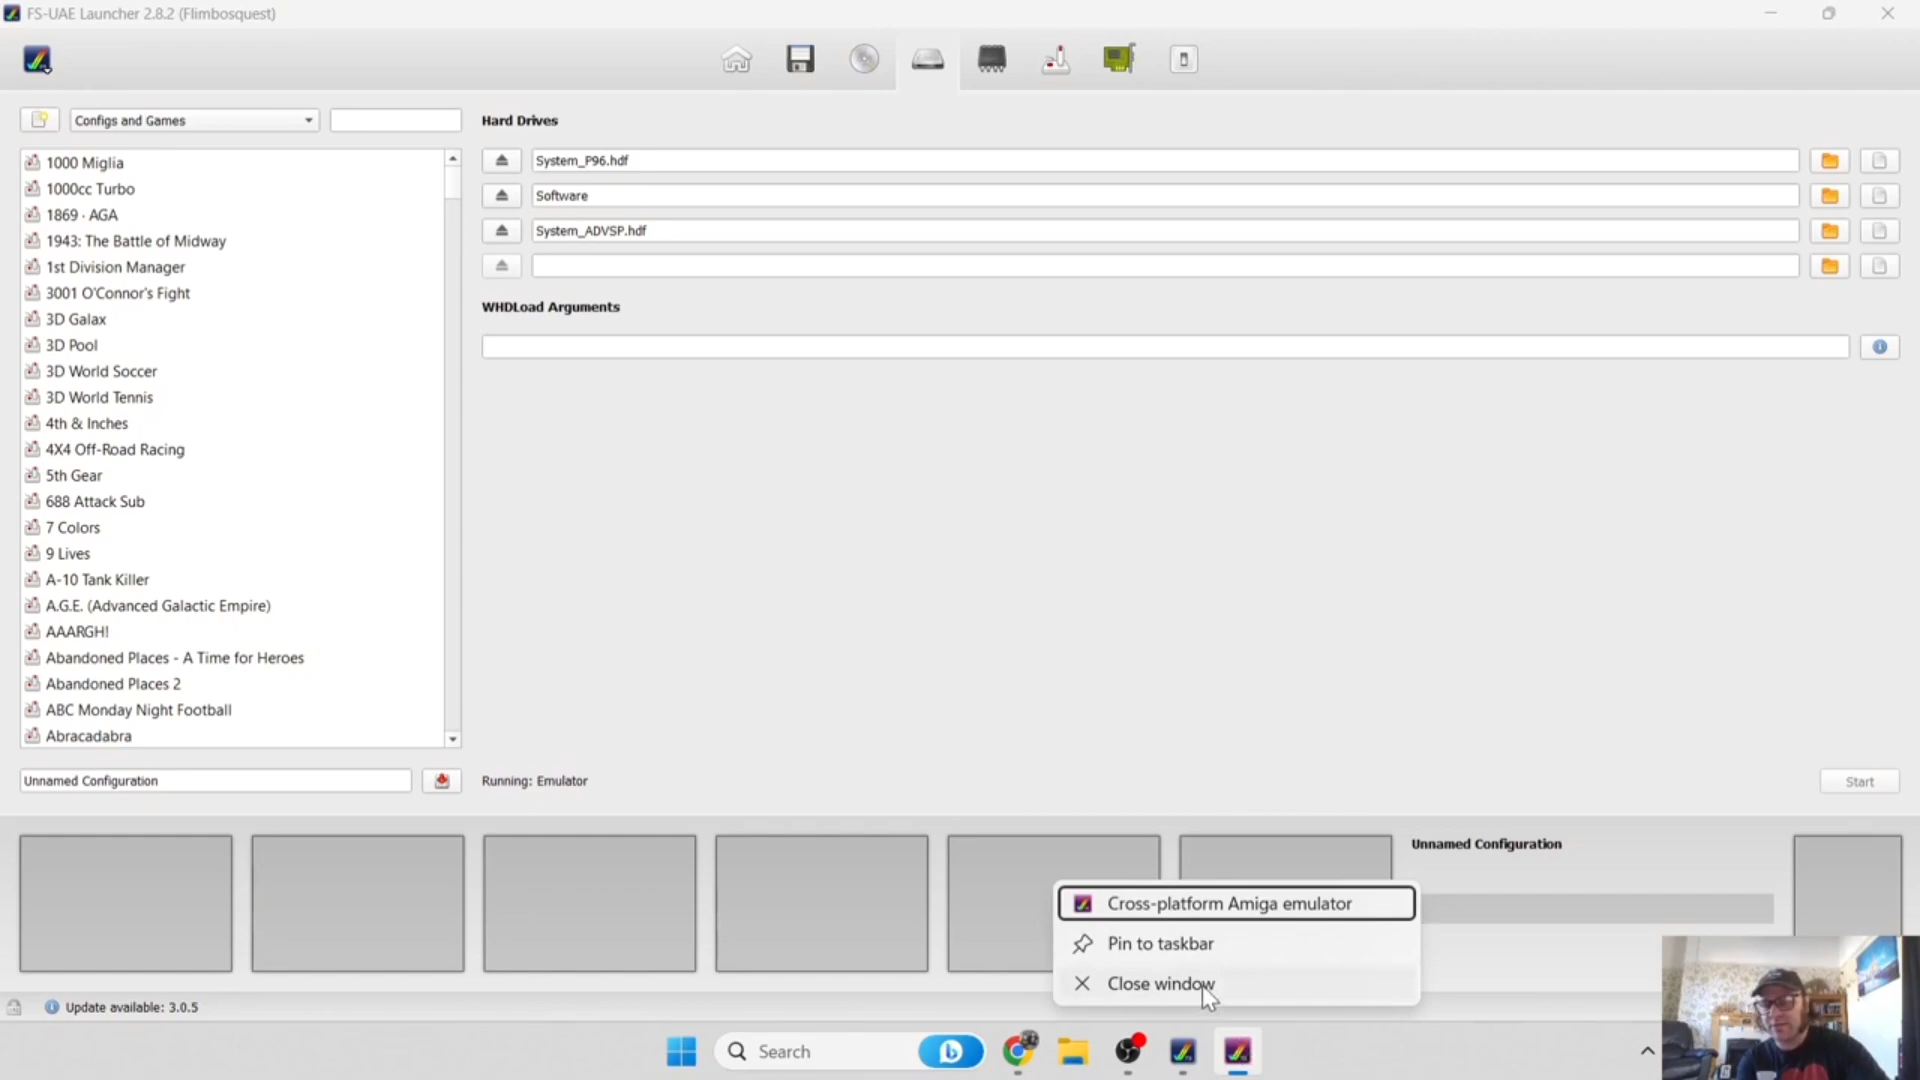 FS-UAE Launcher 2.8.2 (Flimbosquest)
Configs and Games
Hard Drives
1000 Miglia
1000cc Turbo
1869 · AGA
1943: The Battle of Midway
1st Division Manager
3001 O'Connor's Fight
3D Galax
3D Pool
3D World Soccer
3D World Tennis
4th & Inches
4X4 Off-Road Racing
5th Gear
688 Attack Sub
7 Colors
9 Lives
A-10 Tank Killer
A.G.E. (Advanced Galactic Empire)
AAARGH!
Abandoned Places - A Time for Heroes
Abandoned Places 2
ABC Monday Night Football
Abracadabra
System_P96.hdf
Software
System_ADVSP.hdf
WHDLoad Arguments
Unnamed Configuration
Running: Emulator
Start
Unnamed Configuration
Cross-platform Amiga emulator
Pin to taskbar
Close window
Update available: 3.0.5
Search